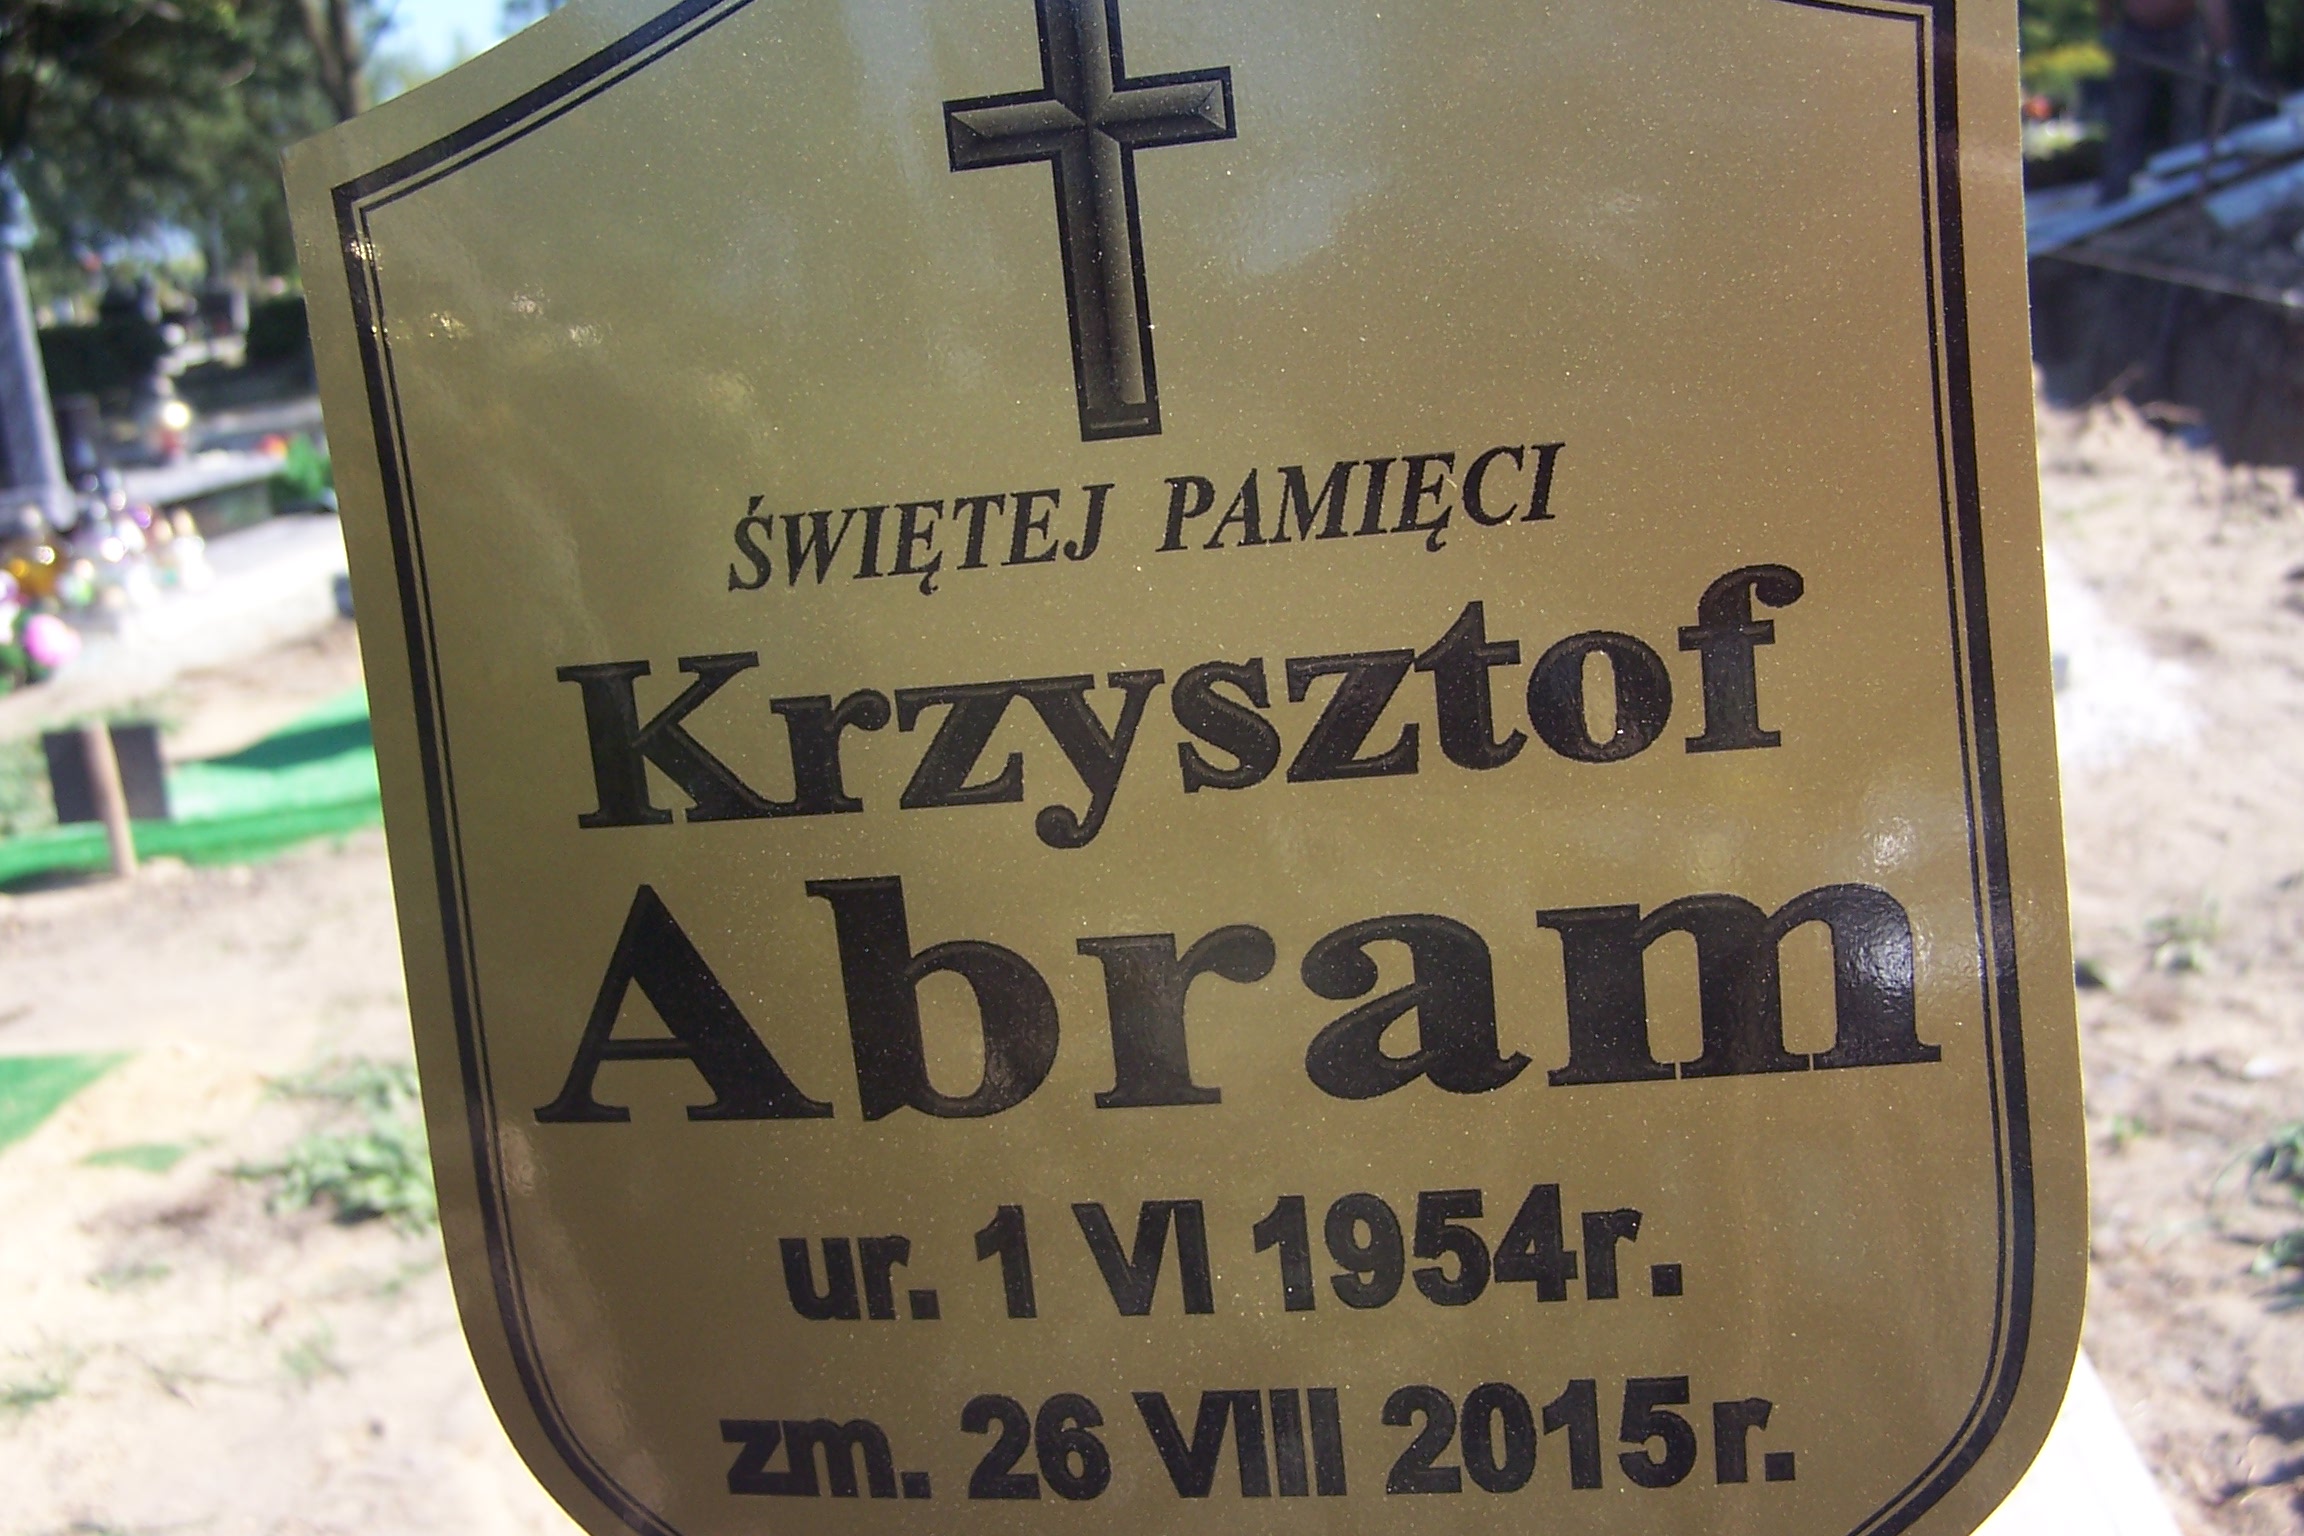 ŚWIĘTEJ PAMIĘCI
Krzysztof
Abram
ur. 1 VI 1954r.
zm. 26 VIII 2015r.